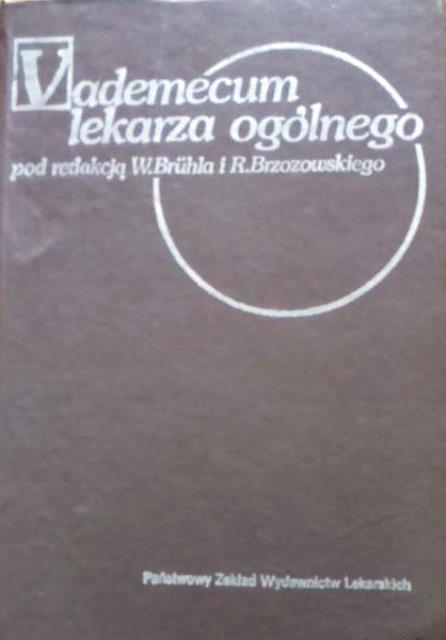 Vademecum
lekarza ogólnego
pod redakcją W.Brühla i R.Brzozowskiego
Państwowy Zakład Wydawnictw Lekarskich